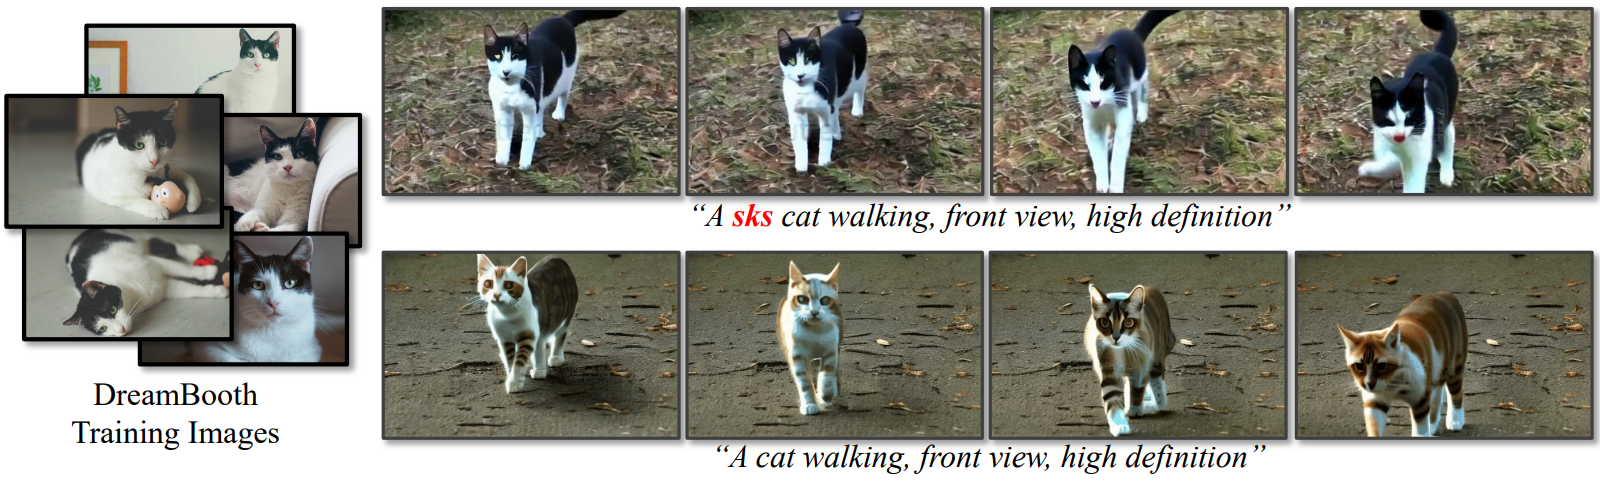 DreamBooth
Training Images
“A sks cat walking, front view, high definition”
“A cat walking, front view, high definition”